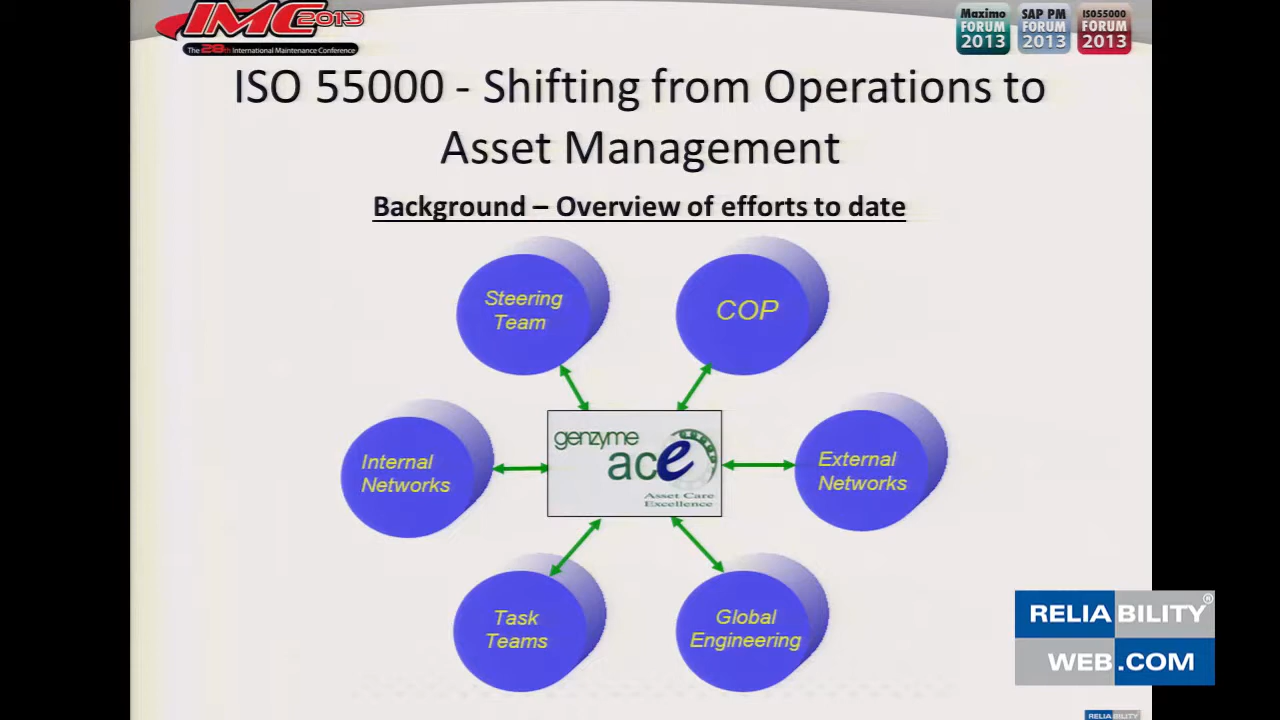 IMC 2013
The 28th International Maintenance Conference
Maximo
FORUM
2013
SAP PM
FORUM
2013
ISO55000
FORUM
2013
ISO 55000 - Shifting from Operations to
Asset Management
Background – Overview of efforts to date
Steering
Team
COP
Internal
Networks
genzyme
ace
Asset Care
Excellence
External
Networks
Task
Teams
Global
Engineering
RELIABILITY®
WEB.COM
RELIABILITY